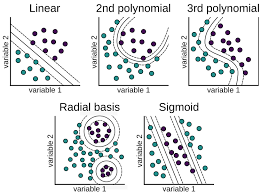 Linear
2nd polynomial
3rd polynomial
variable 2
variable 2
variable 2
variable 1
variable 1
variable 1
Radial basis
Sigmoid
variable 2
variable 2
variable 1
variable 1